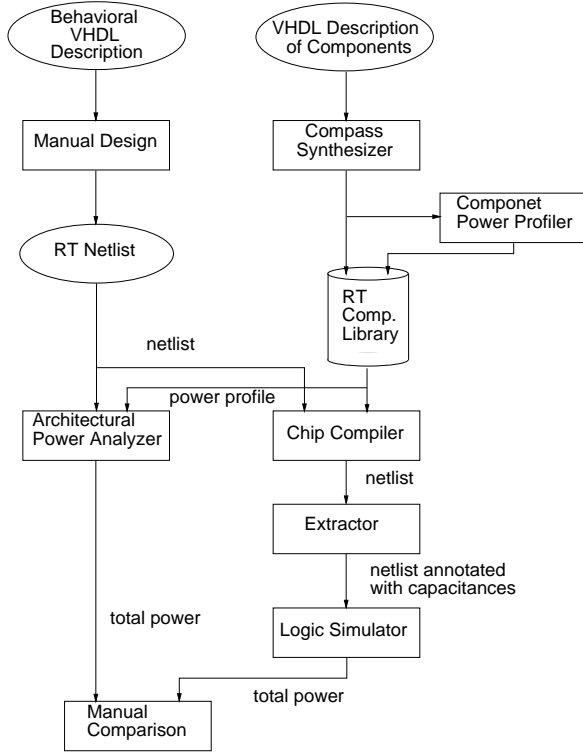 Behavioral
VHDL
Description
VHDL Description
of Components
Manual Design
Compass
Synthesizer
Componet
Power Profiler
RT Netlist
RT
Comp.
Library
netlist
power profile
Architectural
Power Analyzer
Chip Compiler
netlist
Extractor
netlist annotated
with capacitances
total power
Logic Simulator
total power
Manual
Comparison